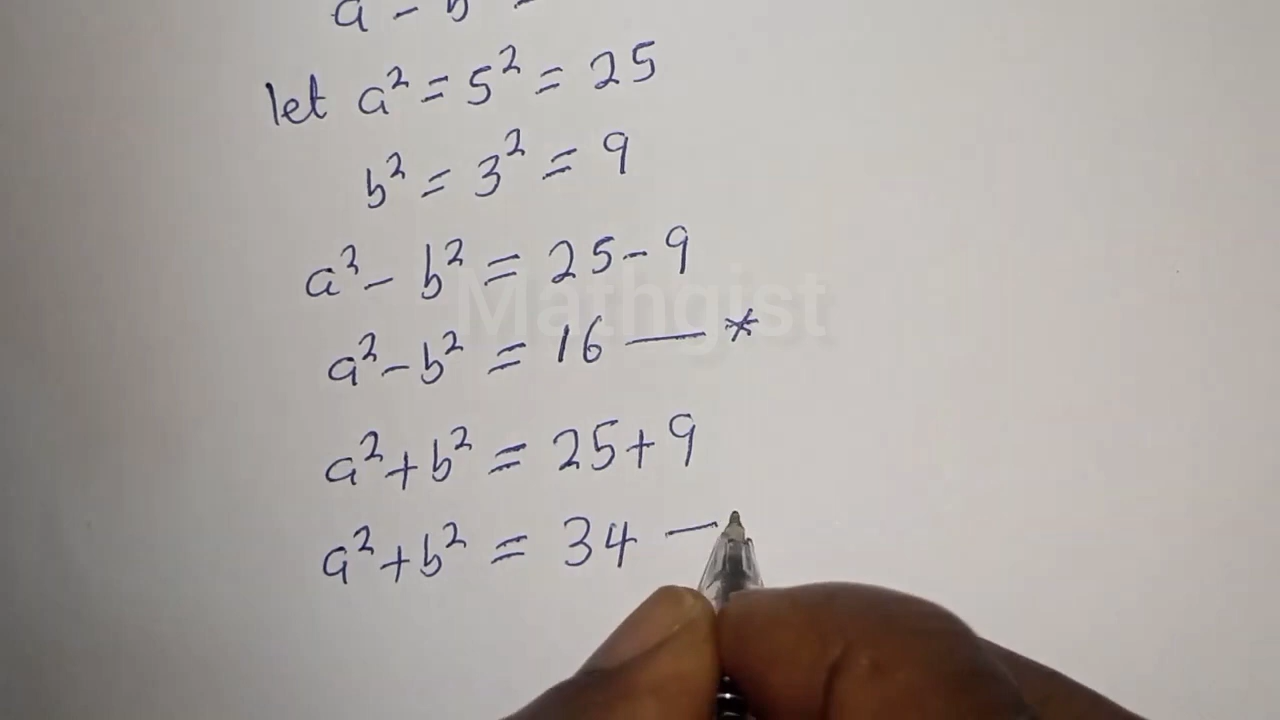 a - b =
let a² = 5² = 25
b² = 3² = 9
a² - b² = 25 - 9
Mathgist
a² - b² = 16 — *
a² + b² = 25 + 9
a² + b² = 34 —